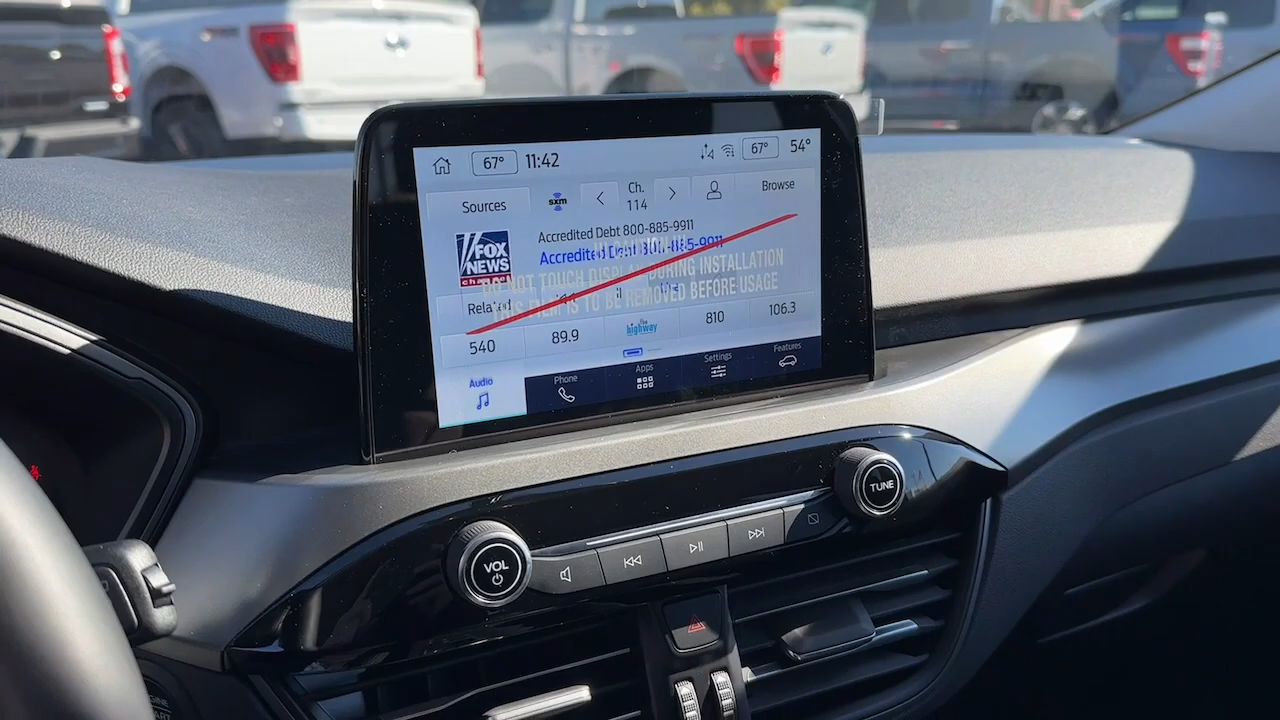 67° 11:42 67° 54°
Sources sxm Ch. 114 Browse
FOX NEWS channel
Accredited Debt 800-885-9911
Accredited Debt 800-885-9911
DO NOT TOUCH DISPLAY DURING INSTALLATION
THIS FILM IS TO BE REMOVED BEFORE USAGE
Related
540 89.9 the highway 810 106.3
Audio Phone Apps Settings Features
VOL
TUNE